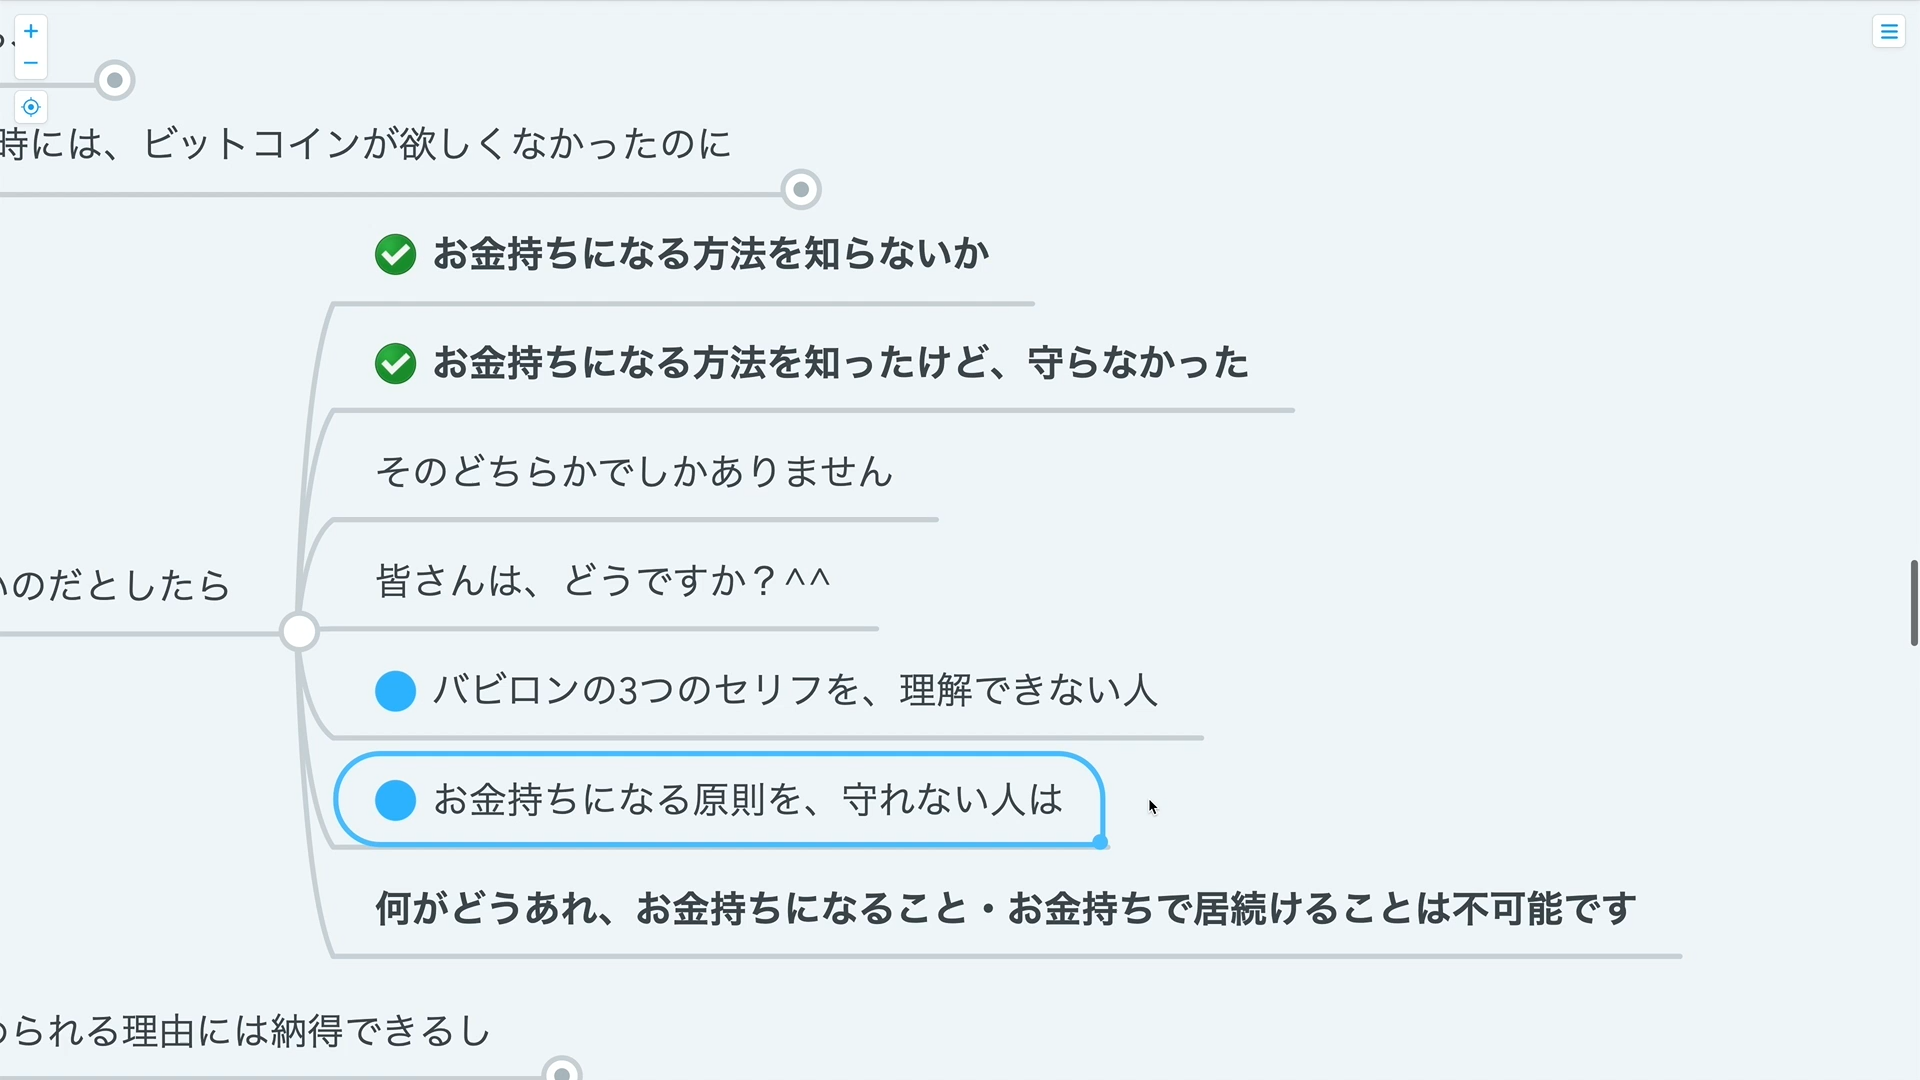 時には、ビットコインが欲しくなかったのに
お金持ちになる方法を知らないか
お金持ちになる方法を知ったけど、守らなかった
そのどちらかでしかありません
いのだとしたら
皆さんは、どうですか？^^
バビロンの3つのセリフを、理解できない人
お金持ちになる原則を、守れない人は
何がどうあれ、お金持ちになること・お金持ちで居続けることは不可能です
められる理由には納得できるし